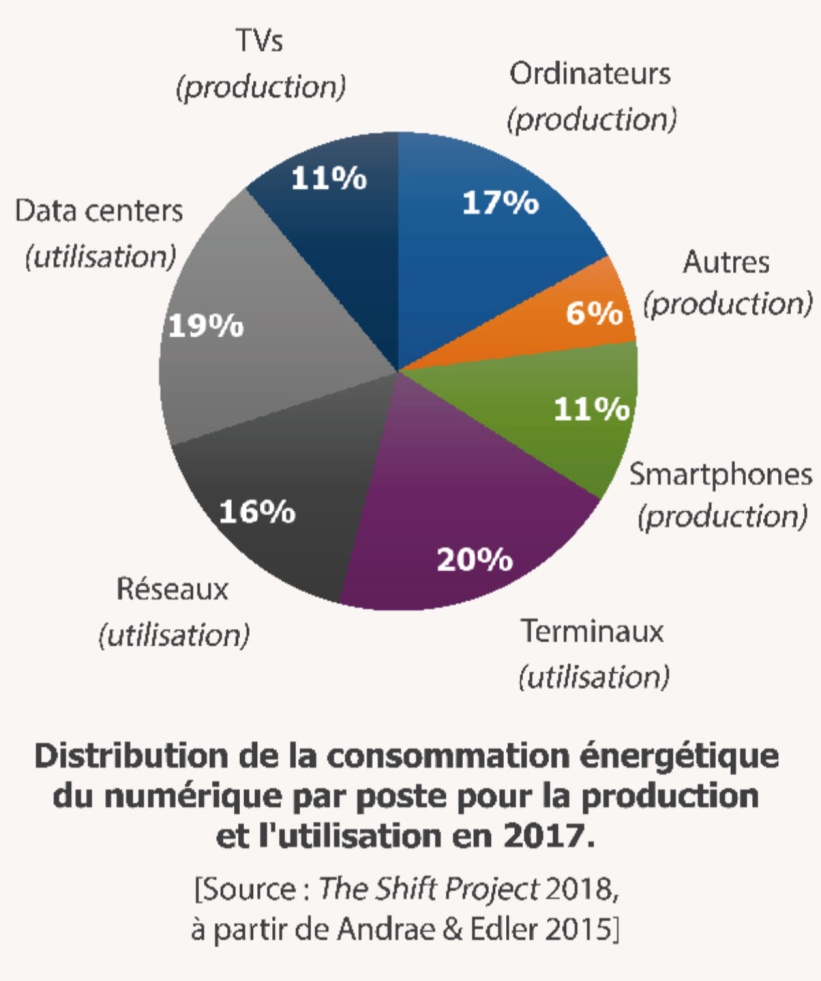 TVs
(production)
Ordinateurs
(production)
11%
17%
Data centers
(utilisation)
Autres
(production)
6%
19%
11%
Smartphones
(production)
16%
20%
Réseaux
(utilisation)
Terminaux
(utilisation)
Distribution de la consommation énergétique
du numérique par poste pour la production
et l'utilisation en 2017.
[Source : The Shift Project 2018,
à partir de Andrae & Edler 2015]